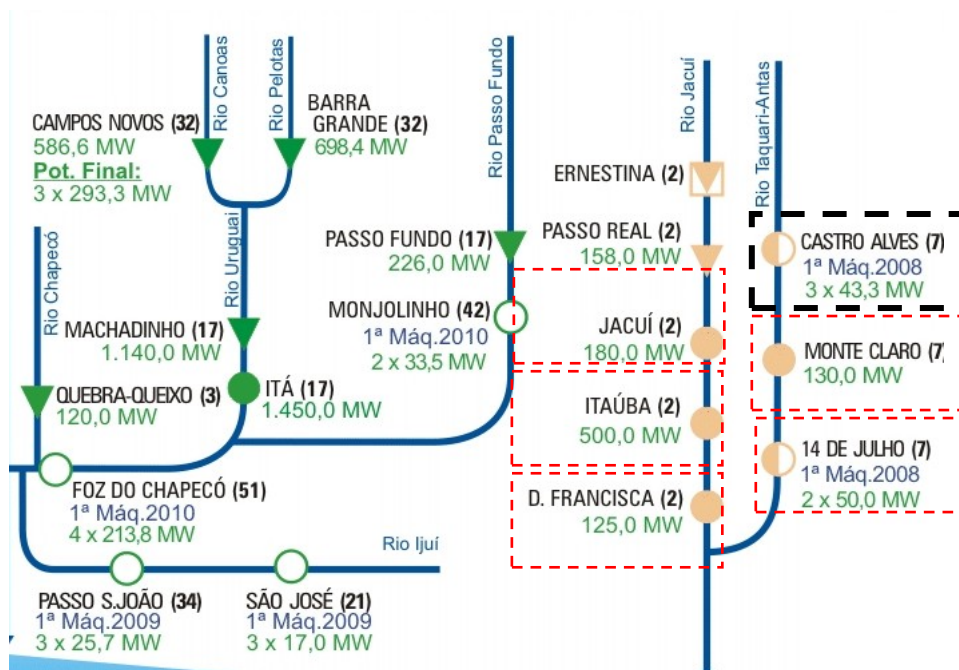 Rio Canoas
Rio Pelotas
CAMPOS NOVOS (32)
586,6 MW
Pot. Final:
3 x 293,3 MW
BARRA
GRANDE (32)
698,4 MW
Rio Passo Fundo
Rio Jacuí
Rio Taquari-Antas
ERNESTINA (2)
PASSO REAL (2)
158,0 MW
CASTRO ALVES (7)
1ª Máq.2008
3 x 43,3 MW
Rio Chapecó
Rio Uruguai
PASSO FUNDO (17)
226,0 MW
MONJOLINHO (42)
1ª Máq.2010
2 x 33,5 MW
JACUÍ (2)
180,0 MW
MONTE CLARO (7)
130,0 MW
MACHADINHO (17)
1.140,0 MW
QUEBRA-QUEIXO (3)
120,0 MW
ITÁ (17)
1.450,0 MW
ITAÚBA (2)
500,0 MW
14 DE JULHO (7)
1ª Máq.2008
2 x 50,0 MW
FOZ DO CHAPECÓ (51)
1ª Máq.2010
4 x 213,8 MW
D. FRANCISCA (2)
125,0 MW
Rio Ijuí
PASSO S.JOÃO (34)
1ª Máq.2009
3 x 25,7 MW
SÃO JOSÉ (21)
1ª Máq.2009
3 x 17,0 MW